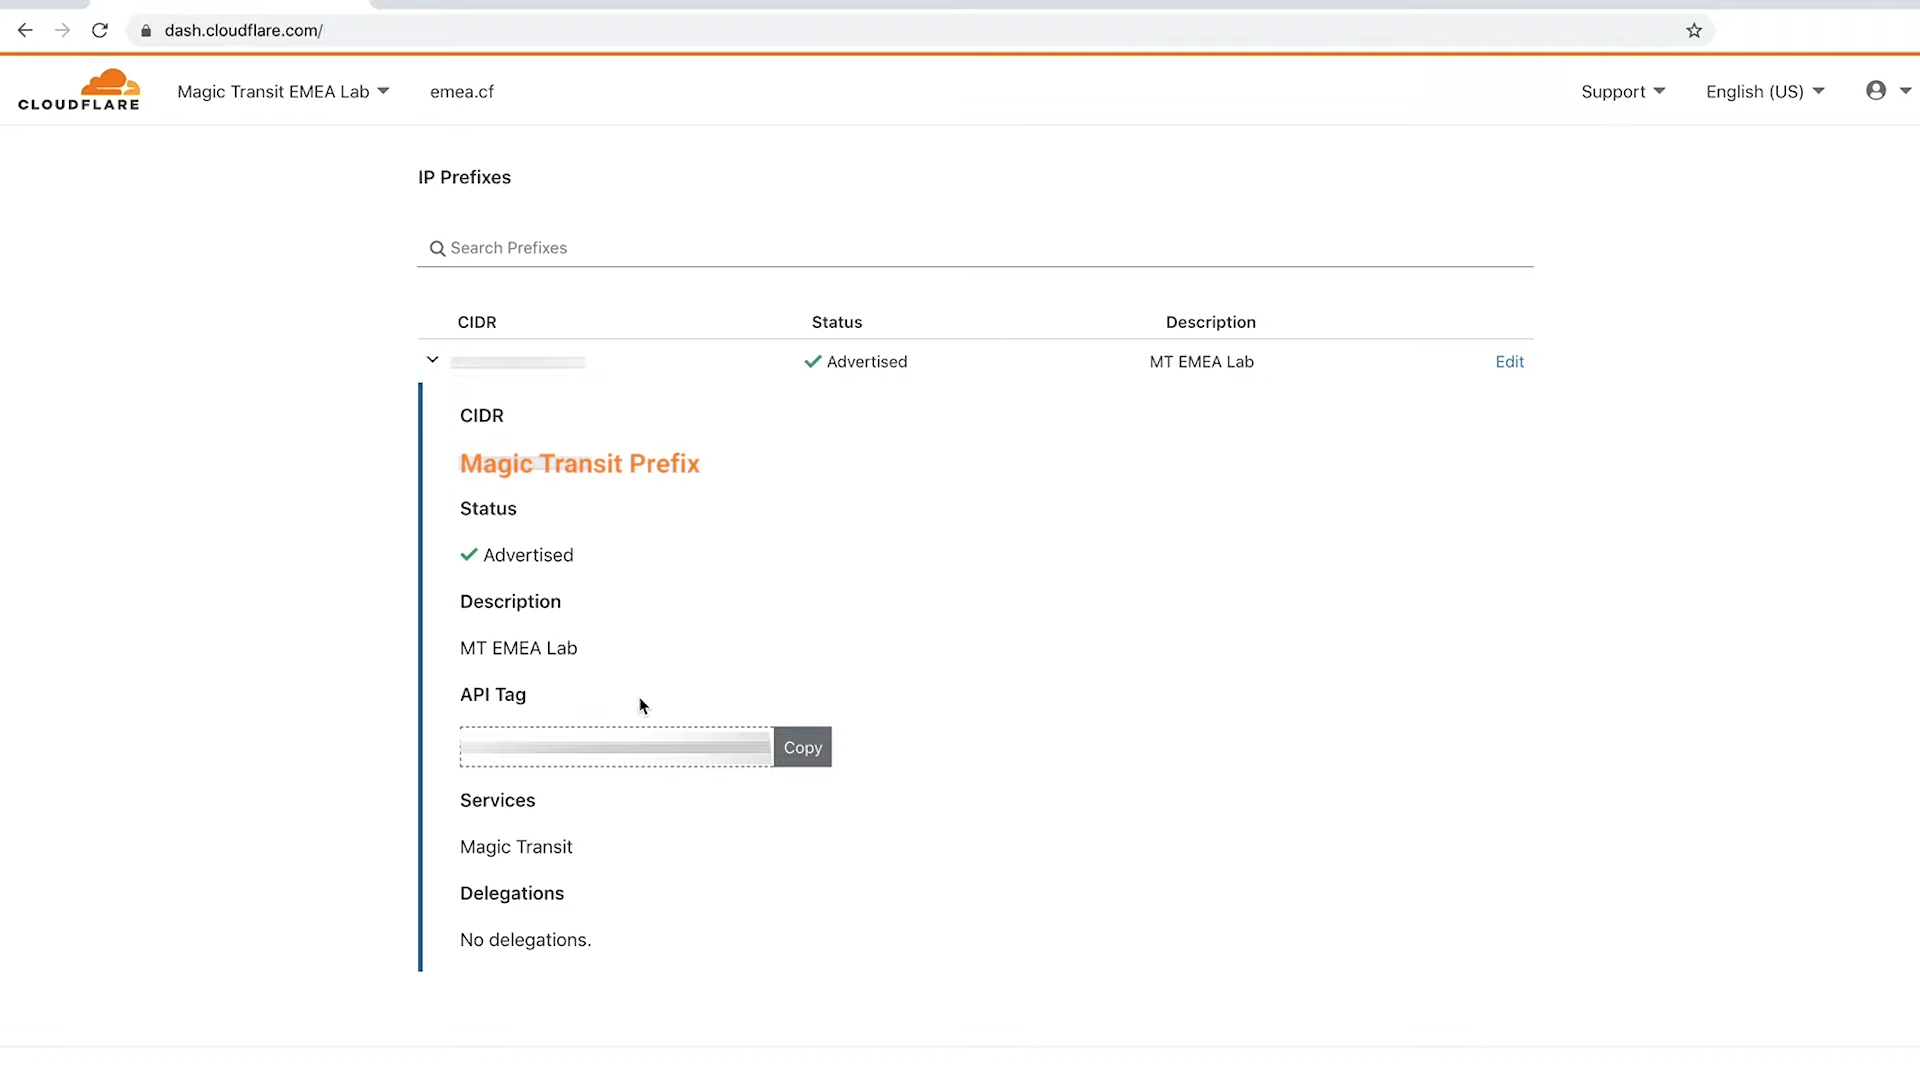 dash.cloudflare.com/
CLOUDFLARE
Magic Transit EMEA Lab
emea.cf
Support
English (US)
IP Prefixes
Search Prefixes
CIDR Status Description
Advertised MT EMEA Lab Edit
CIDR
Magic Transit Prefix
Status
Advertised
Description
MT EMEA Lab
API Tag
Copy
Services
Magic Transit
Delegations
No delegations.